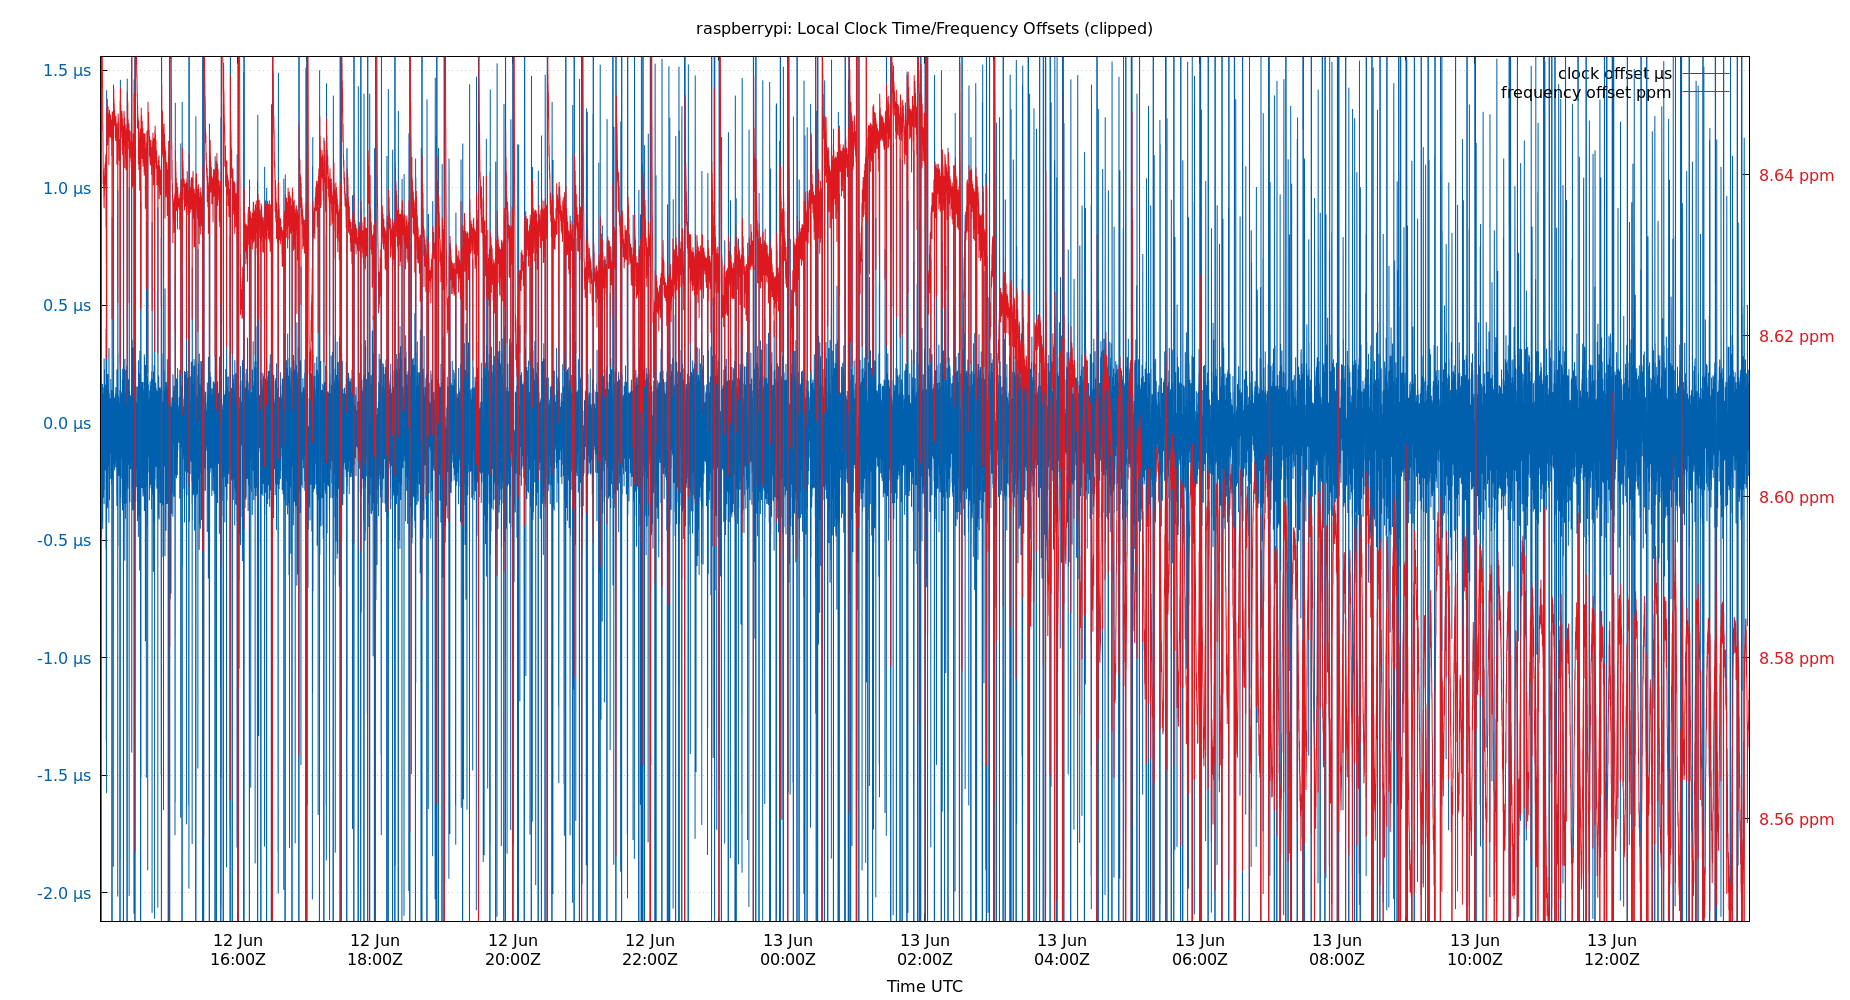 raspberrypi: Local Clock Time/Frequency Offsets (clipped)
clock offset µs
frequency offset ppm
1.5 µs
1.0 µs
0.5 µs
0.0 µs
-0.5 µs
-1.0 µs
-1.5 µs
-2.0 µs
8.64 ppm
8.62 ppm
8.60 ppm
8.58 ppm
8.56 ppm
12 Jun 12 Jun 12 Jun 12 Jun 13 Jun 13 Jun 13 Jun 13 Jun 13 Jun 13 Jun 13 Jun
16:00Z 18:00Z 20:00Z 22:00Z 00:00Z 02:00Z 04:00Z 06:00Z 08:00Z 10:00Z 12:00Z
Time UTC